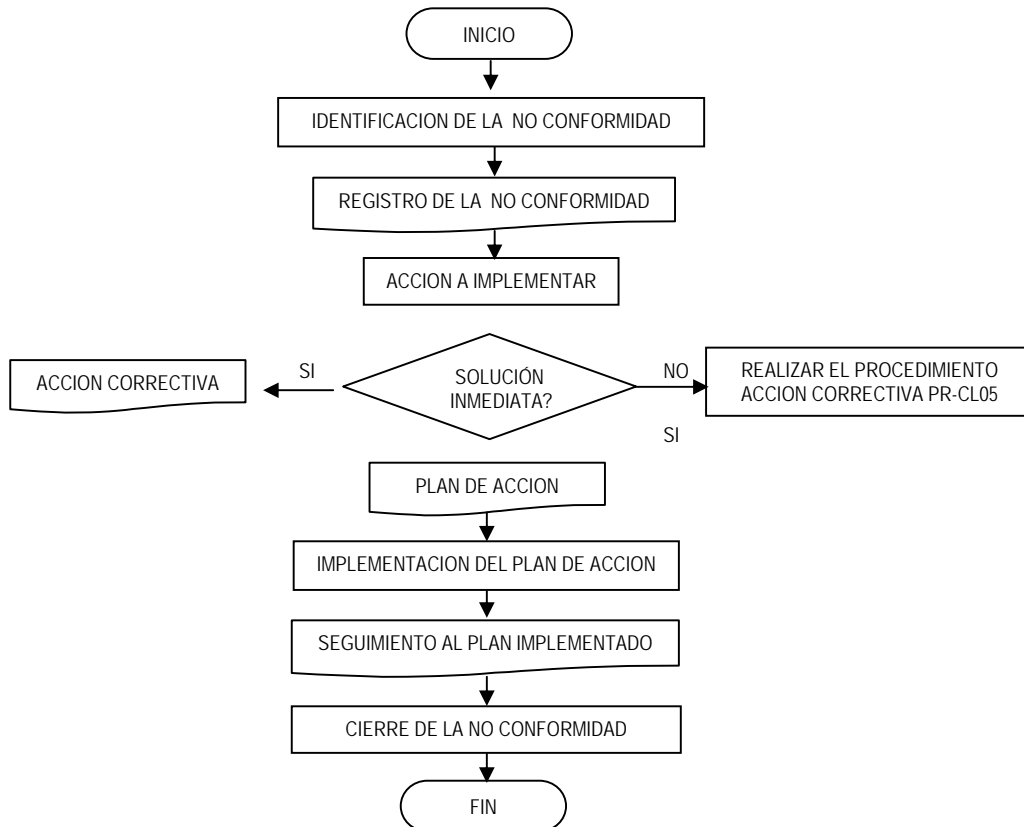 INICIO
IDENTIFICACION DE LA NO CONFORMIDAD
REGISTRO DE LA NO CONFORMIDAD
ACCION A IMPLEMENTAR
ACCION CORRECTIVA
SI
SOLUCIÓN
INMEDIATA?
NO
REALIZAR EL PROCEDIMIENTO
ACCION CORRECTIVA PR-CL05
SI
PLAN DE ACCION
IMPLEMENTACION DEL PLAN DE ACCION
SEGUIMIENTO AL PLAN IMPLEMENTADO
CIERRE DE LA NO CONFORMIDAD
FIN